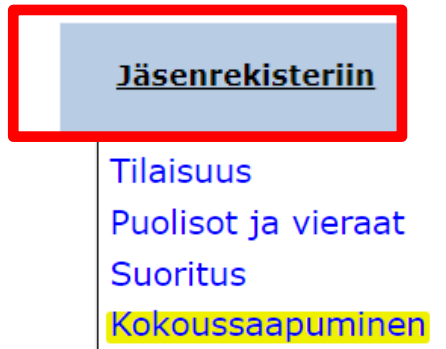 Jäsenrekisteriin
Tilaisuus
Puolisot ja vieraat
Suoritus
Kokoussaapuminen